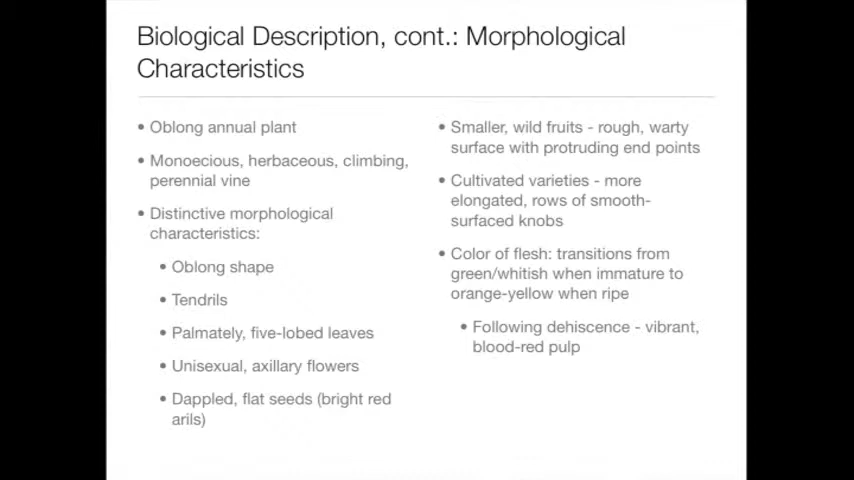 Biological Description, cont.: Morphological
Characteristics
• Oblong annual plant
• Monoecious, herbaceous, climbing,
perennial vine
• Distinctive morphological
characteristics:
• Oblong shape
• Tendrils
• Palmately, five-lobed leaves
• Unisexual, axillary flowers
• Dappled, flat seeds (bright red
arils)
• Smaller, wild fruits - rough, warty
surface with protruding end points
• Cultivated varieties - more
elongated, rows of smooth-
surfaced knobs
• Color of flesh: transitions from
green/whitish when immature to
orange-yellow when ripe
• Following dehiscence - vibrant,
blood-red pulp